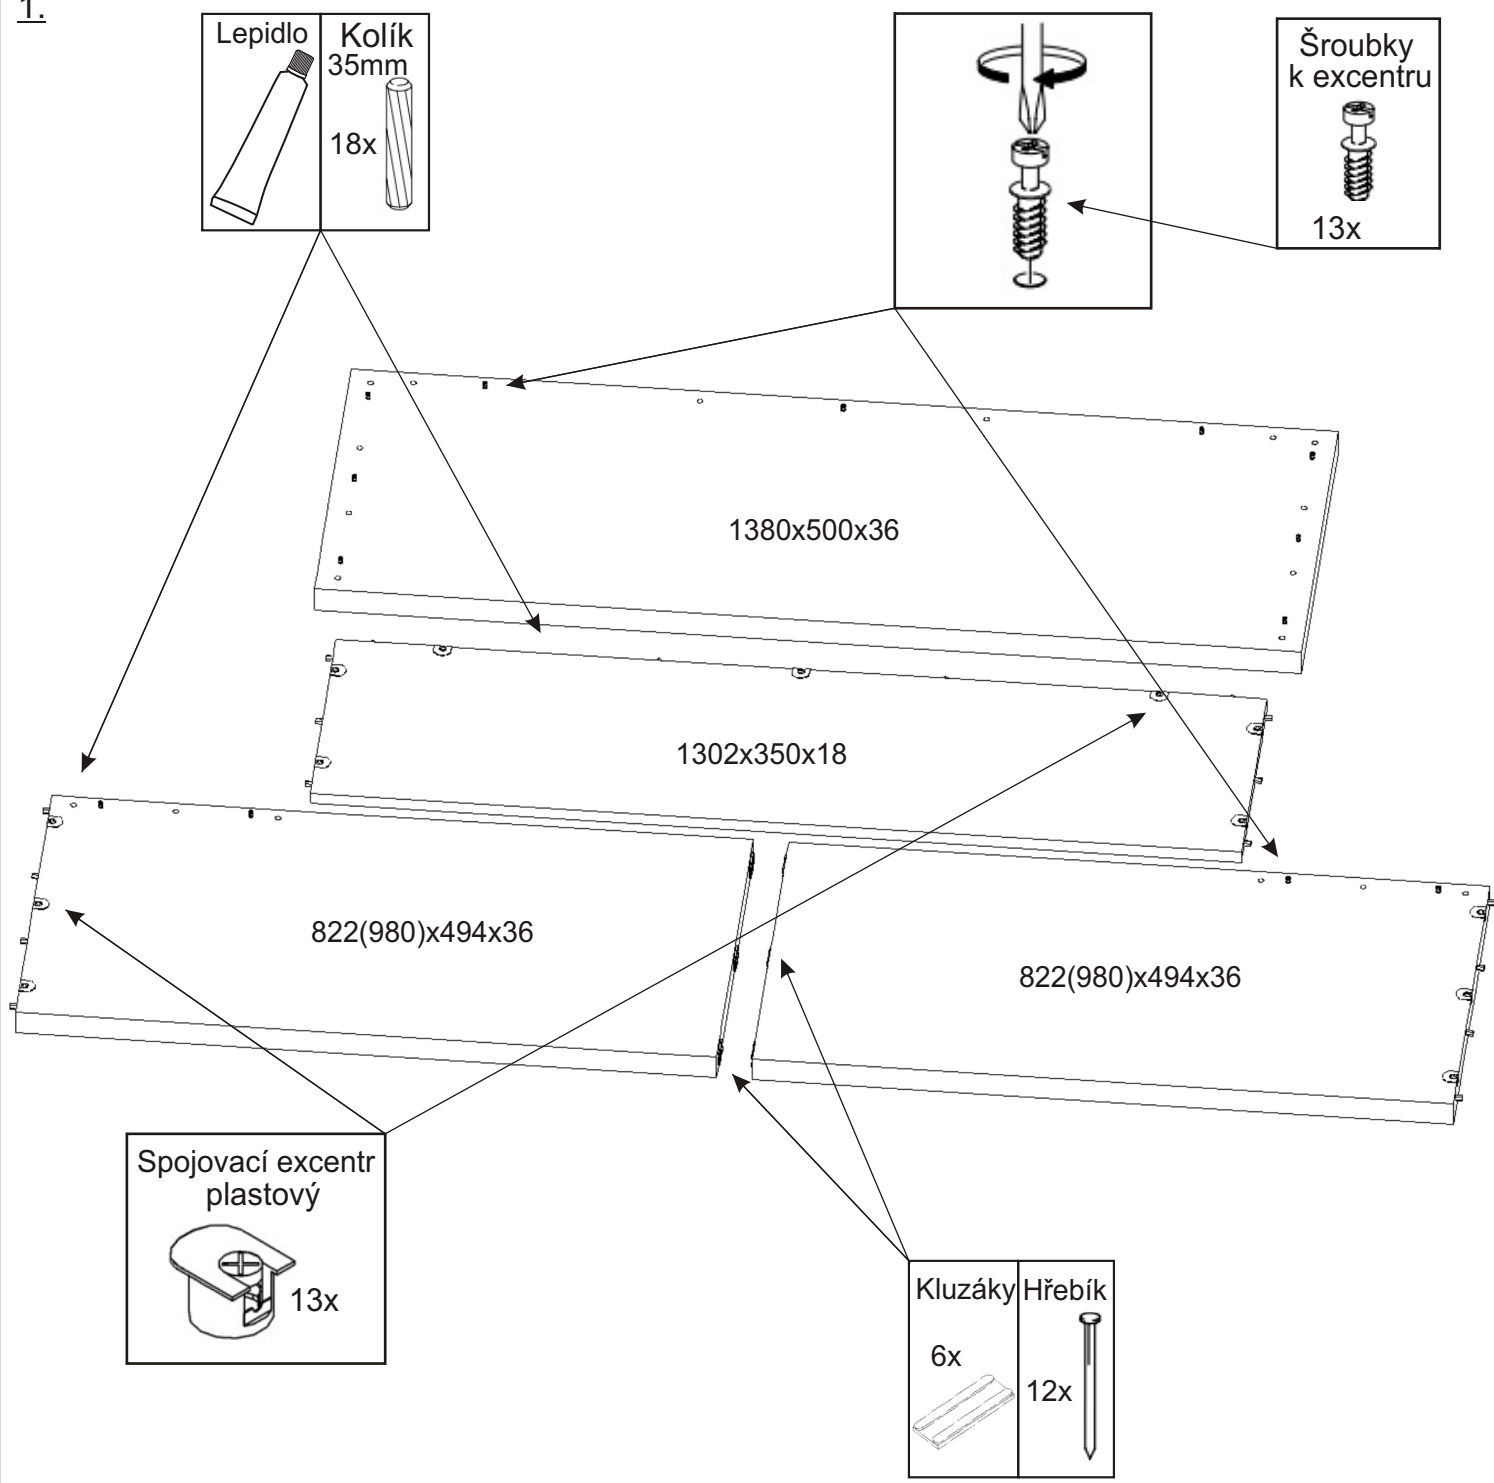 1.
Lepidlo
Kolík
35mm
18x
Šroubky
k excentru
13x
1380x500x36
1302x350x18
822(980)x494x36
822(980)x494x36
Spojovací excentr
plastový
13x
Kluzáky
6x
Hřebík
12x